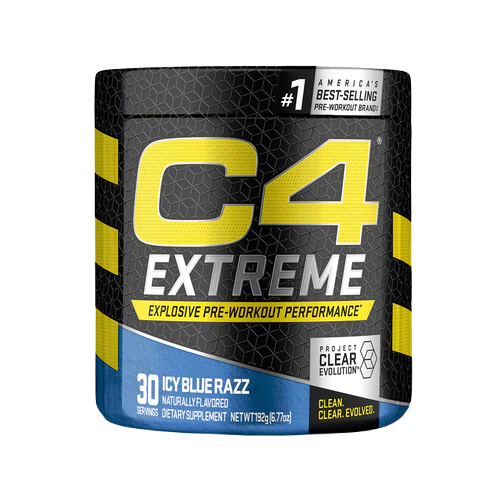 #1 AMERICA'S
BEST-SELLING
PRE-WORKOUT BRAND‡
C4®
EXTREME
EXPLOSIVE PRE-WORKOUT PERFORMANCE*
PROJECT
CLEAR
EVOLUTION™
30 ICY BLUE RAZZ
SERVINGS NATURALLY FLAVORED
DIETARY SUPPLEMENT NET WT 192g (6.77oz)
CLEAN.
CLEAR. EVOLVED.